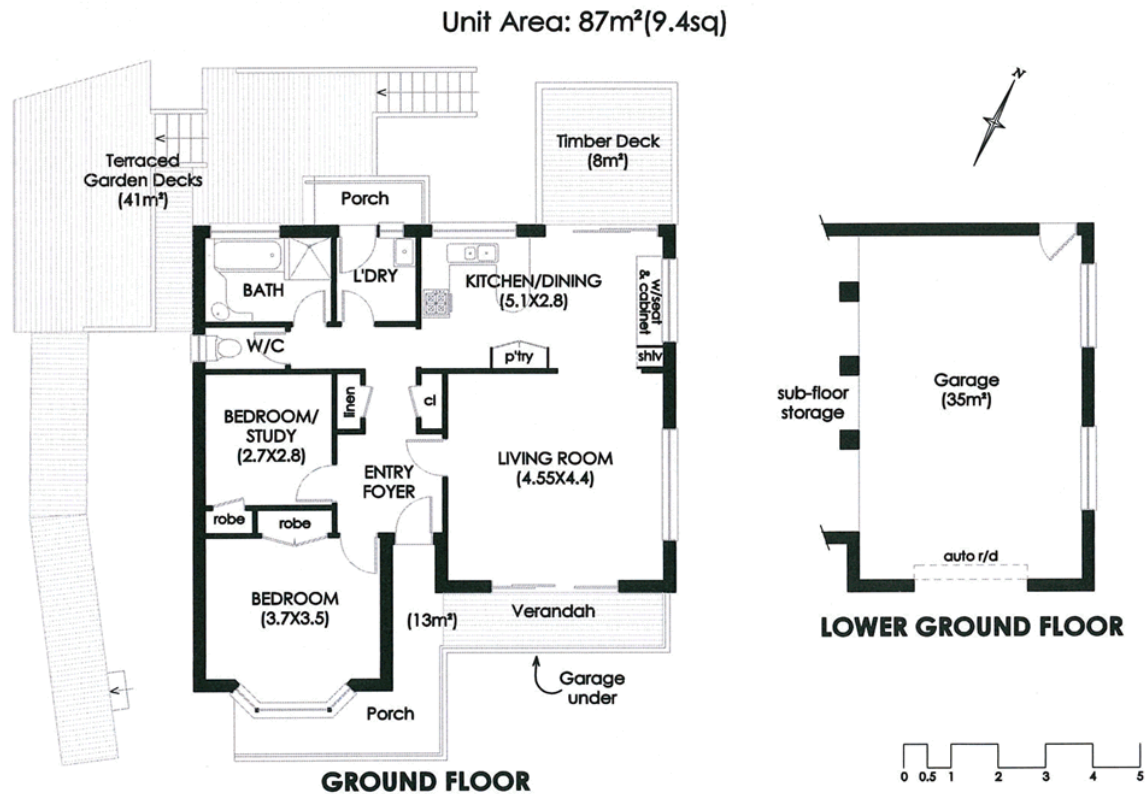 Unit Area: 87m²(9.4sq)
N
Timber Deck
(8m²)
Terraced
Garden Decks
(41m²)
Porch
L'DRY
BATH
KITCHEN/DINING
(5.1X2.8)
w/seat
& cabinet
W/C
p'try
shlv
linen
cl
BEDROOM/
STUDY
(2.7X2.8)
ENTRY
FOYER
LIVING ROOM
(4.55X4.4)
robe
robe
BEDROOM
(3.7X3.5)
(13m²)
Verandah
Garage
under
Porch
GROUND FLOOR
sub-floor
storage
Garage
(35m²)
auto r/d
LOWER GROUND FLOOR
0 0.5 1 2 3 4 5